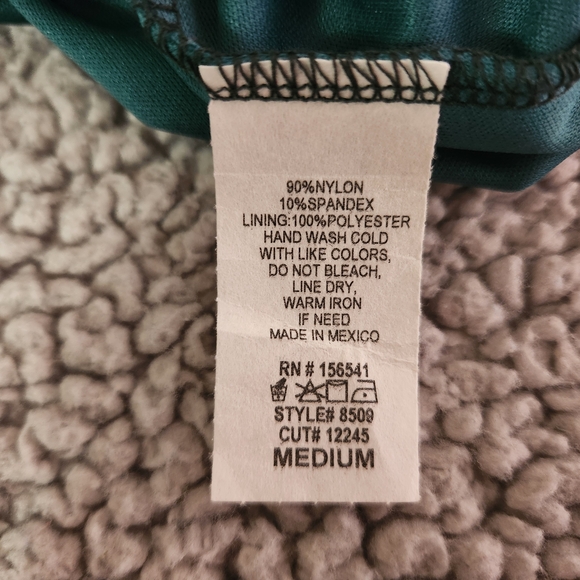 90%NYLON
10%SPANDEX
LINING:100%POLYESTER
HAND WASH COLD
WITH LIKE COLORS,
DO NOT BLEACH,
LINE DRY,
WARM IRON
IF NEED
MADE IN MEXICO
RN # 156541
STYLE# 8509
CUT# 12245
MEDIUM